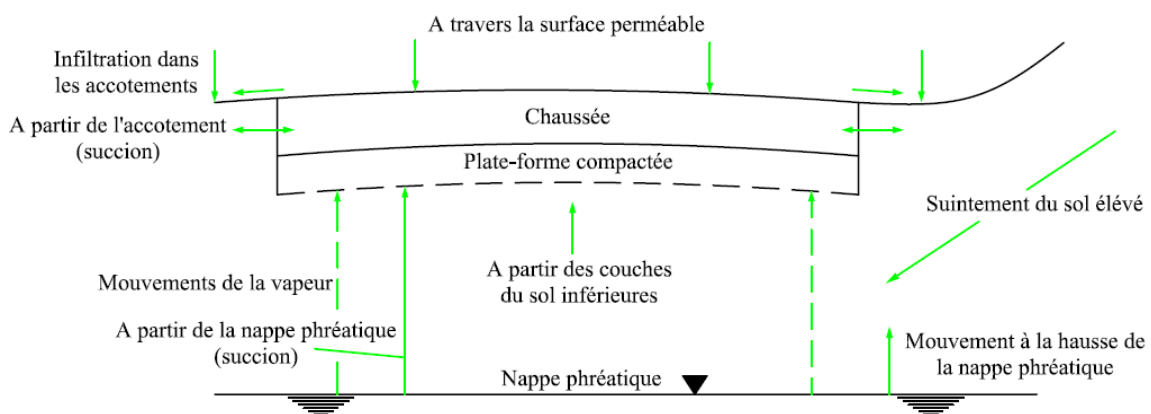 A travers la surface perméable
Infiltration dans
les accotements
A partir de l'accotement
(succion)
Chaussée
Plate-forme compactée
Suintement du sol élévé
Mouvements de la vapeur
A partir des couches
du sol inférieures
A partir de la nappe phréatique
(succion)
Mouvement à la hausse de
la nappe phréatique
Nappe phréatique